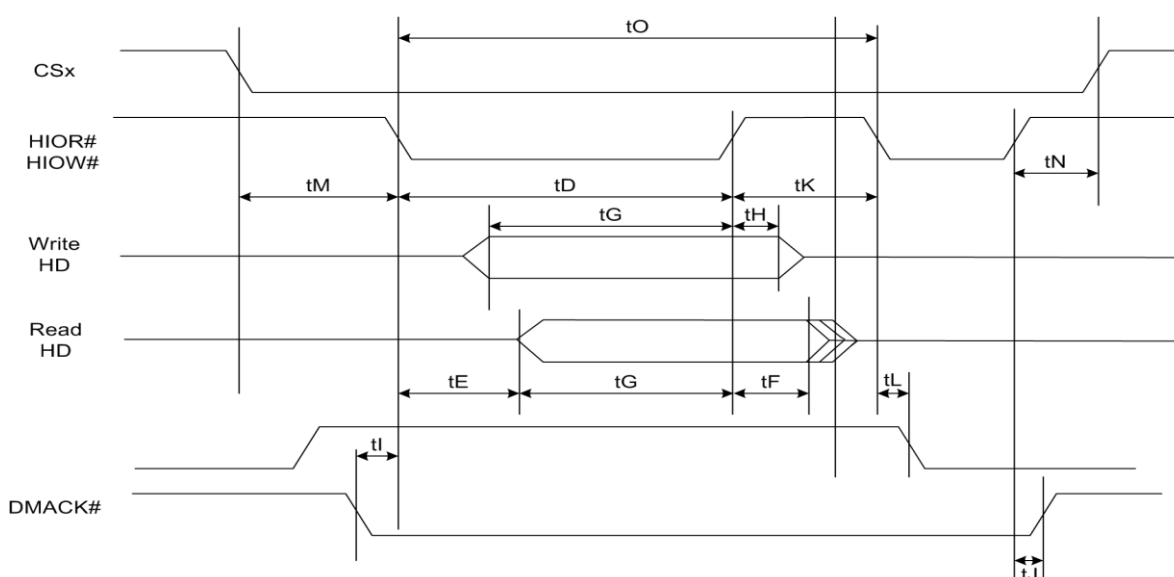 tO
CSx
HIOR#
HIOW#
tN
tM
tD
tK
tG
tH
Write
HD
Read
HD
tE
tG
tF
tL
tI
DMACK#
tJ